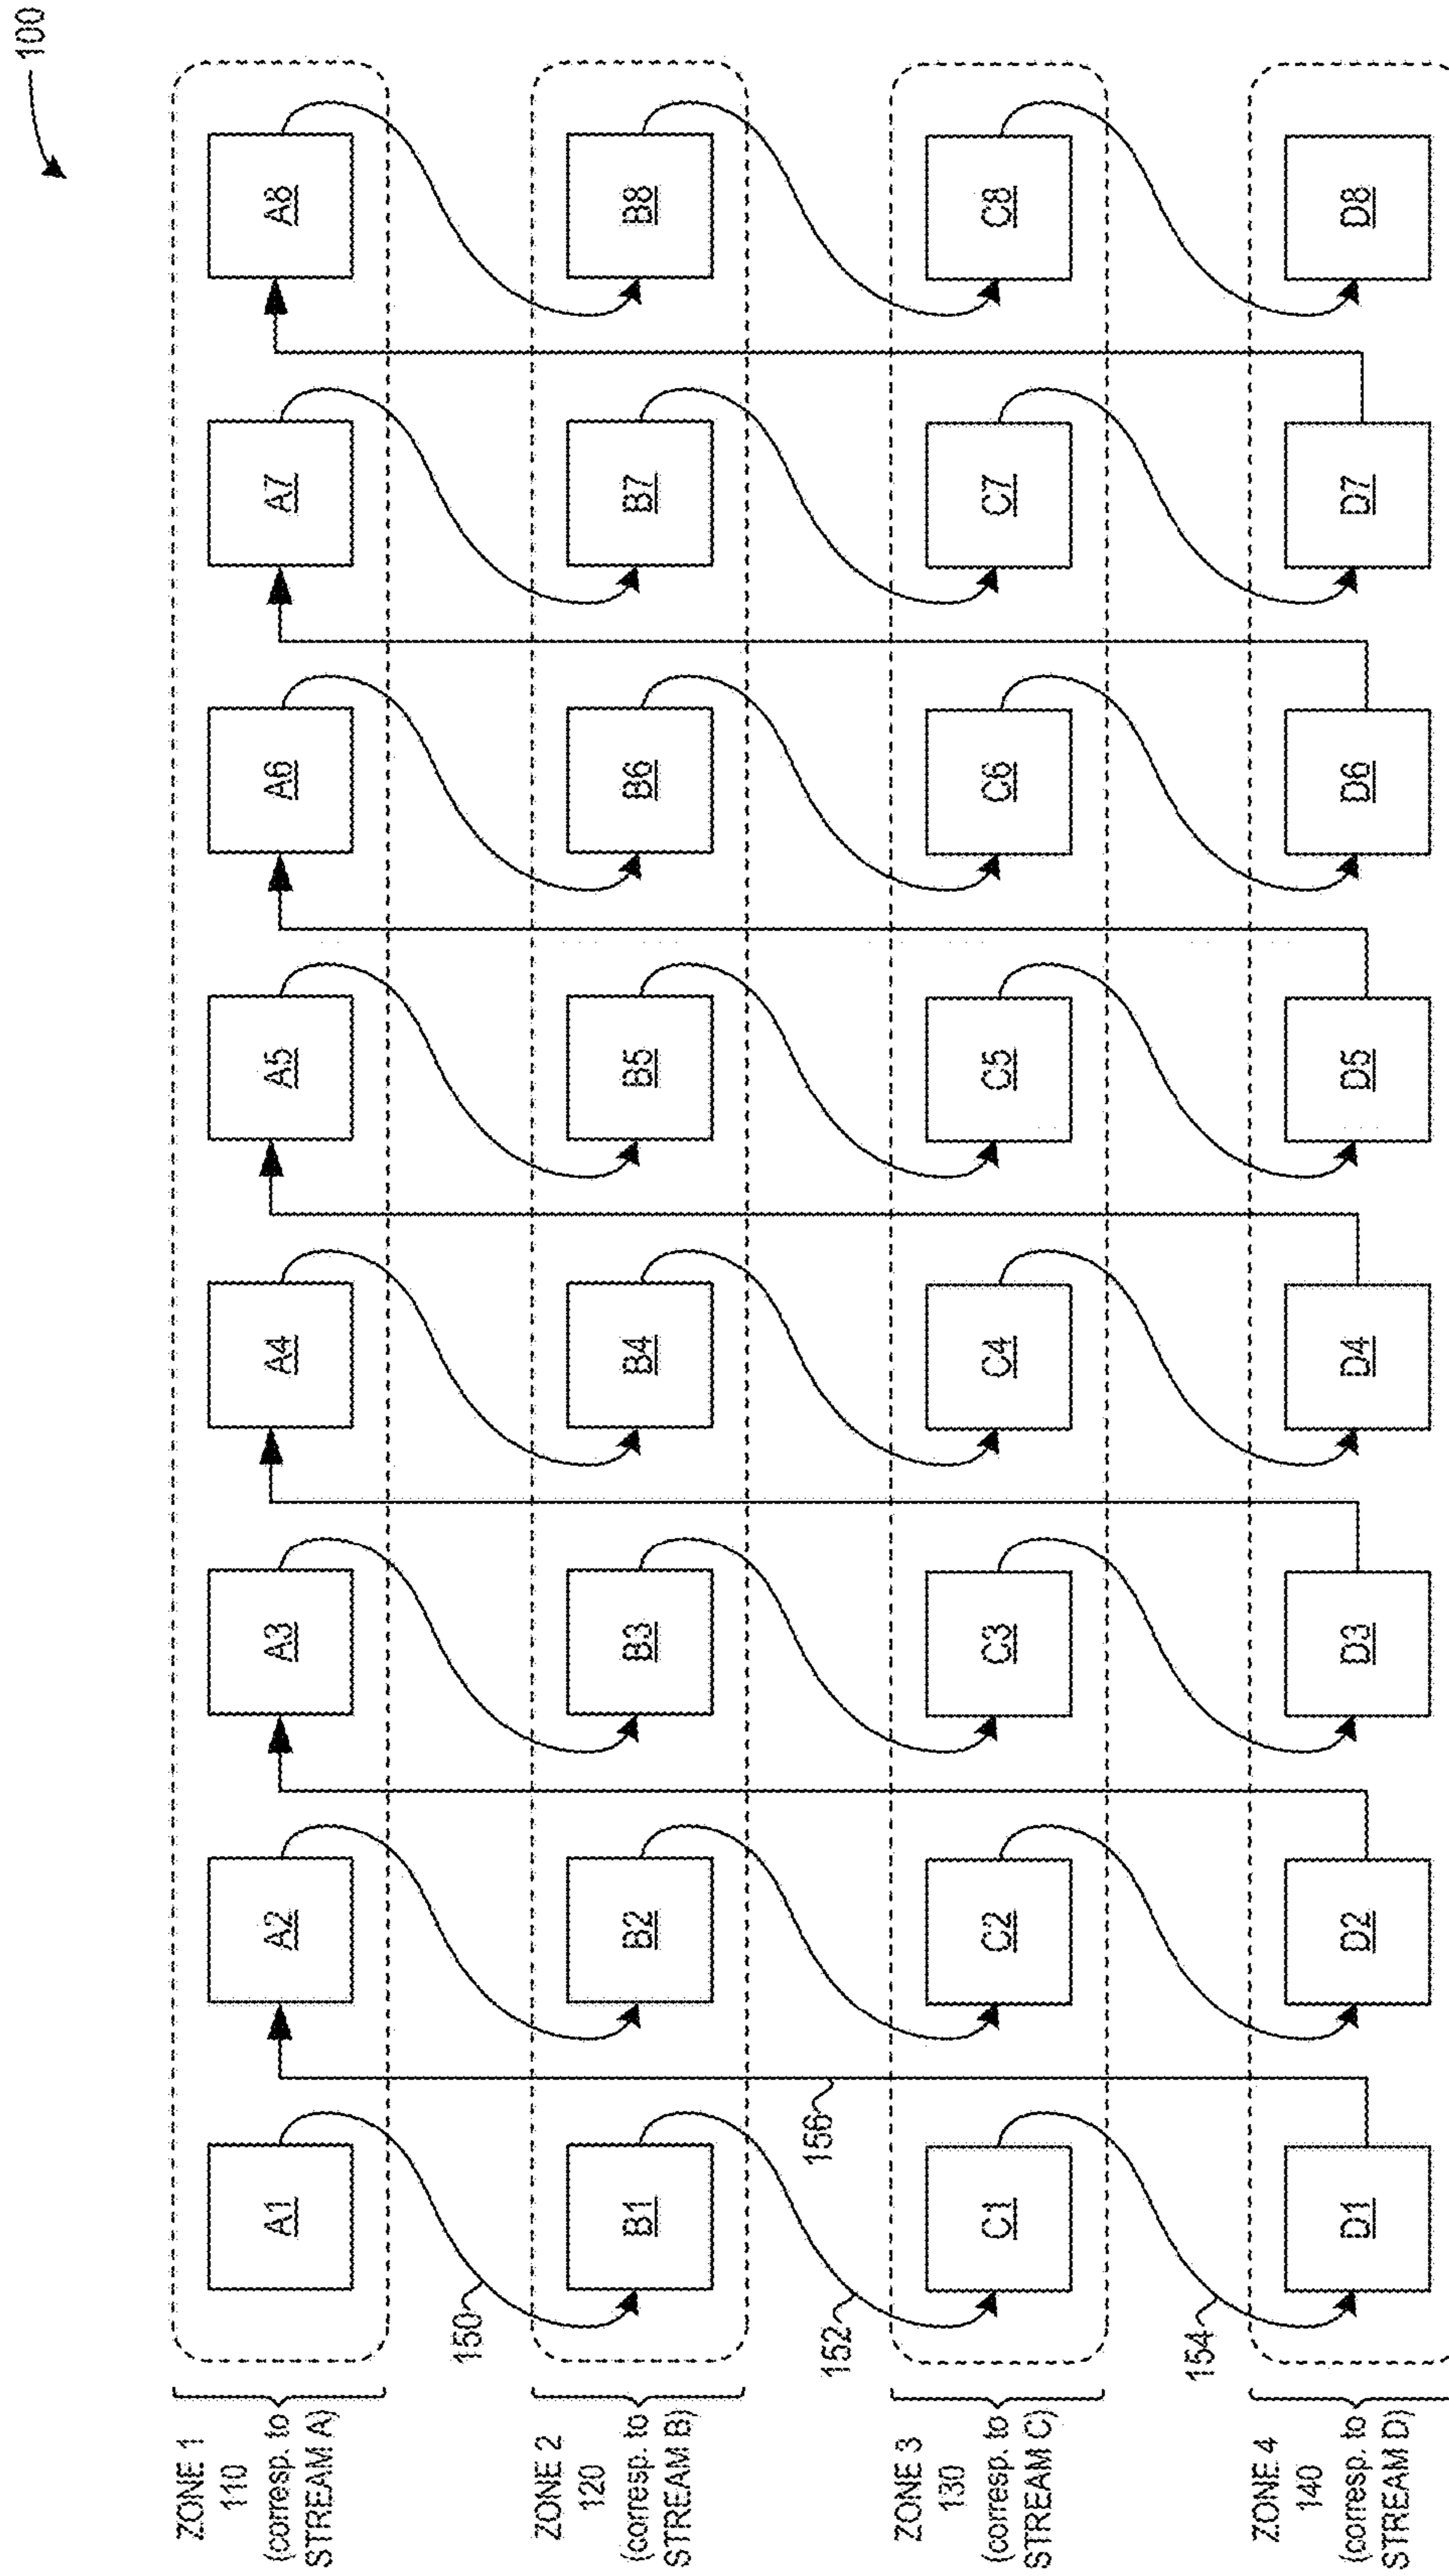 100
ZONE 1
110
(corresp. to
STREAM A)
A1
A2
A3
A4
A5
A6
A7
A8
150
ZONE 2
120
(corresp. to
STREAM B)
B1
B2
B3
B4
B5
B6
B7
B8
152
156
ZONE 3
130
(corresp. to
STREAM C)
C1
C2
C3
C4
C5
C6
C7
C8
154
ZONE 4
140
(corresp. to
STREAM D)
D1
D2
D3
D4
D5
D6
D7
D8